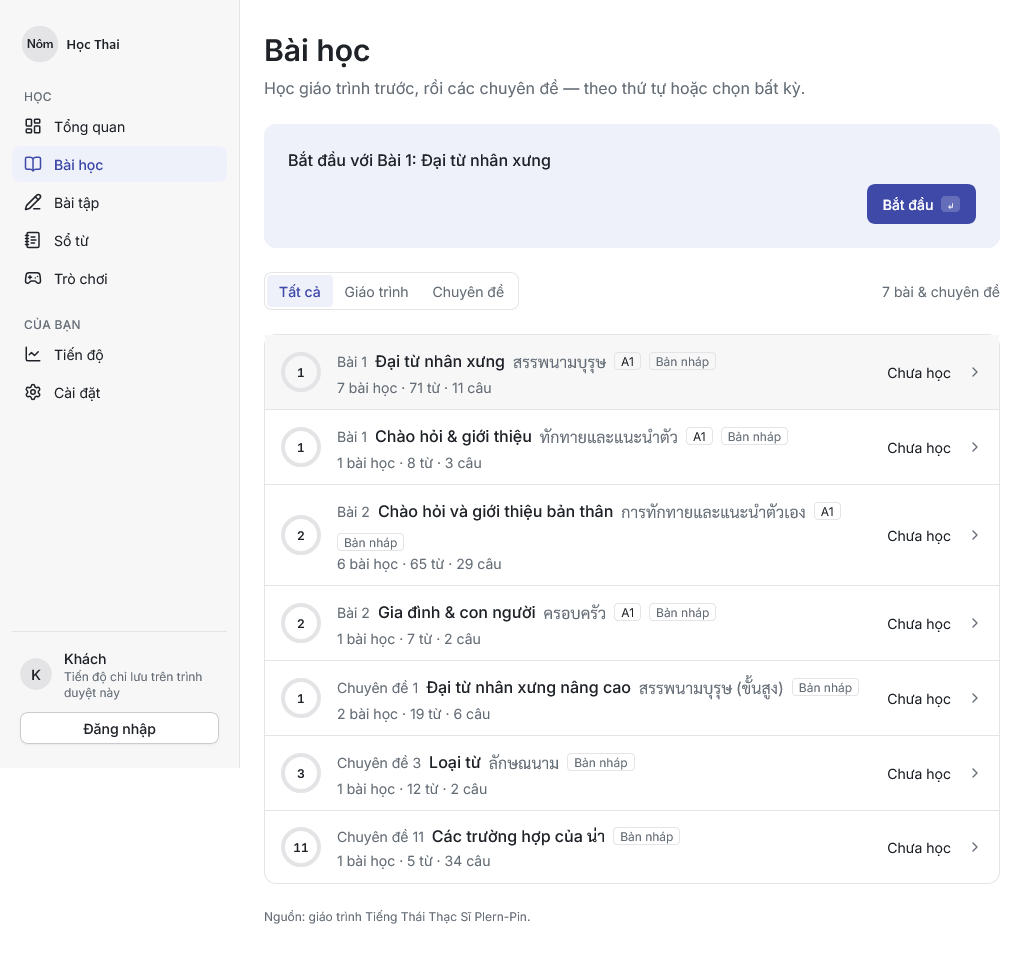 Nôm Học Thai
HỌC
Tổng quan
Bài học
Bài tập
Sổ từ
Trò chơi
CỦA BẠN
Tiến độ
Cài đặt
K
Khách
Tiến độ chỉ lưu trên trình
duyệt này
Đăng nhập
Bài học
Học giáo trình trước, rồi các chuyên đề — theo thứ tự hoặc chọn bất kỳ.
Bắt đầu với Bài 1: Đại từ nhân xưng
Bắt đầu ↲
Tất cả Giáo trình Chuyên đề 7 bài & chuyên đề
1 Bài 1 Đại từ nhân xưng สรรพนามบุรุษ A1 Bản nháp
7 bài học · 71 từ · 11 câu
Chưa học
1 Bài 1 Chào hỏi & giới thiệu ทักทายและแนะนำตัว A1 Bản nháp
1 bài học · 8 từ · 3 câu
Chưa học
2 Bài 2 Chào hỏi và giới thiệu bản thân การทักทายและแนะนำตัวเอง A1
Bản nháp
6 bài học · 65 từ · 29 câu
Chưa học
2 Bài 2 Gia đình & con người ครอบครัว A1 Bản nháp
1 bài học · 7 từ · 2 câu
Chưa học
1 Chuyên đề 1 Đại từ nhân xưng nâng cao สรรพนามบุรุษ (ขั้นสูง) Bản nháp
2 bài học · 19 từ · 6 câu
Chưa học
3 Chuyên đề 3 Loại từ ลักษณนาม Bản nháp
1 bài học · 12 từ · 2 câu
Chưa học
11 Chuyên đề 11 Các trường hợp của น่า Bản nháp
1 bài học · 5 từ · 34 câu
Chưa học
Nguồn: giáo trình Tiếng Thái Thạc Sĩ Plern-Pin.